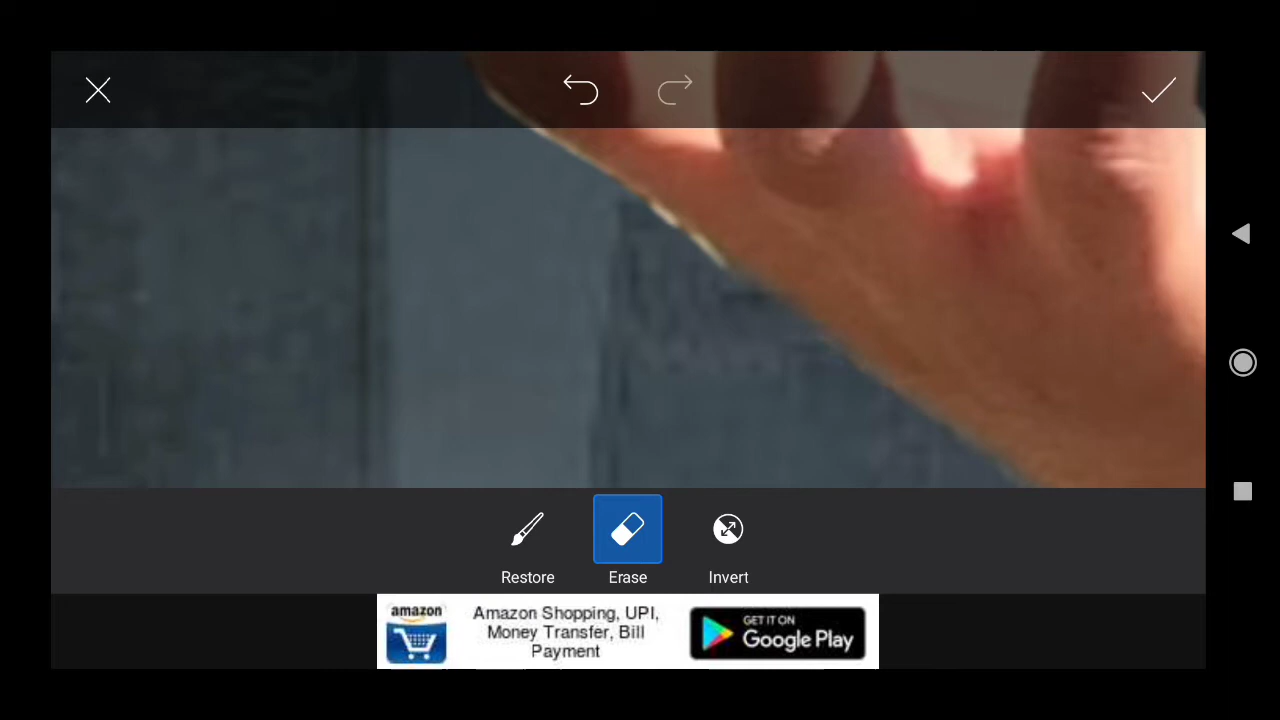 Restore Erase Invert
amazon
Amazon Shopping, UPI,
Money Transfer, Bill
Payment
GET IT ON
Google Play